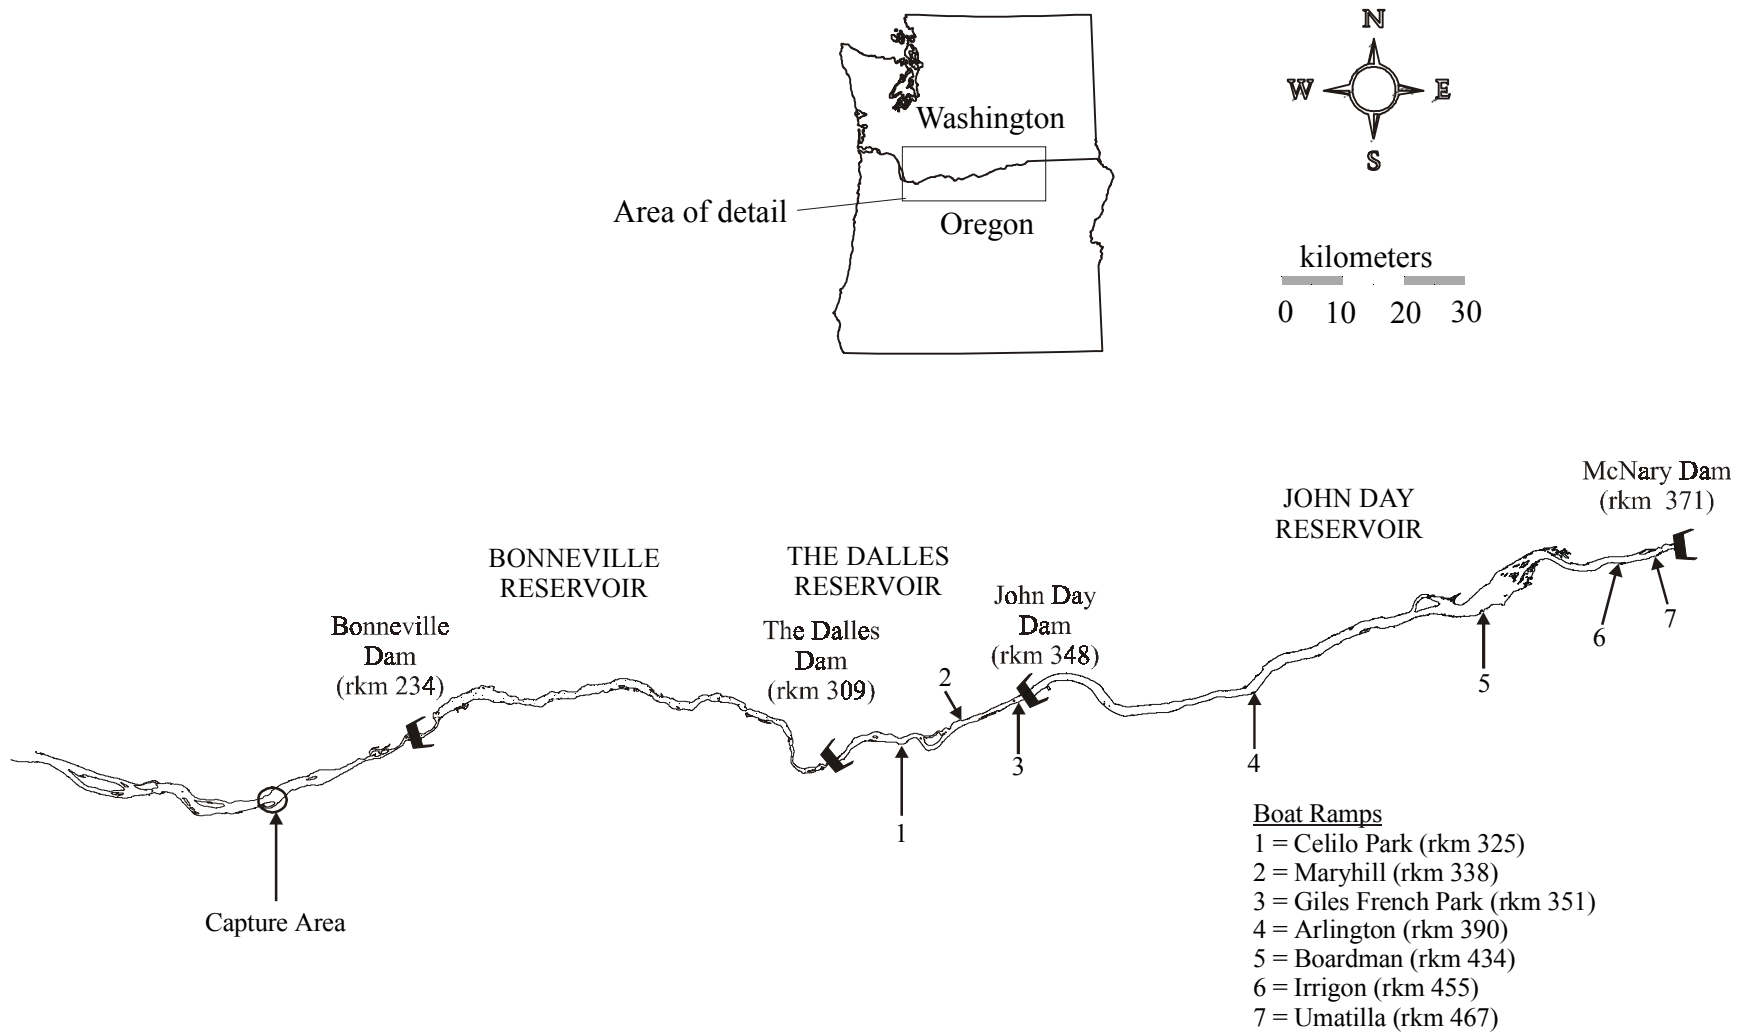 N
W E
S
Washington
Area of detail
Oregon
kilometers
0 10 20 30
McNary Dam
(rkm 371)
JOHN DAY
RESERVOIR
BONNEVILLE
RESERVOIR
THE DALLES
RESERVOIR
John Day
Dam
(rkm 348)
Bonneville
Dam
(rkm 234)
The Dalles
Dam
(rkm 309)
2
6
7
5
3
4
1
Capture Area
Boat Ramps
1 = Celilo Park (rkm 325)
2 = Maryhill (rkm 338)
3 = Giles French Park (rkm 351)
4 = Arlington (rkm 390)
5 = Boardman (rkm 434)
6 = Irrigon (rkm 455)
7 = Umatilla (rkm 467)